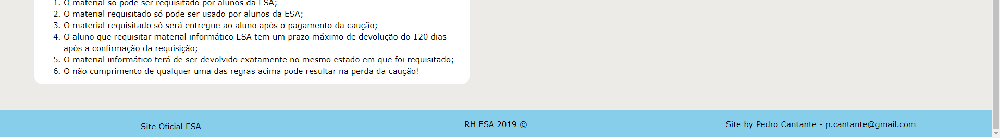 1. O material só pode ser requisitado por alunos da ESA;
2. O material requisitado só pode ser usado por alunos da ESA;
3. O material requisitado só será entregue ao aluno após o pagamento da caução;
4. O aluno que requisitar material informático ESA tem um prazo máximo de devolução do 120 dias
após a confirmação da requisição;
5. O material informático terá de ser devolvido exatamente no mesmo estado em que foi requisitado;
6. O não cumprimento de qualquer uma das regras acima pode resultar na perda da caução!
Site Oficial ESA
RH ESA 2019 ©
Site by Pedro Cantante - p.cantante@gmail.com